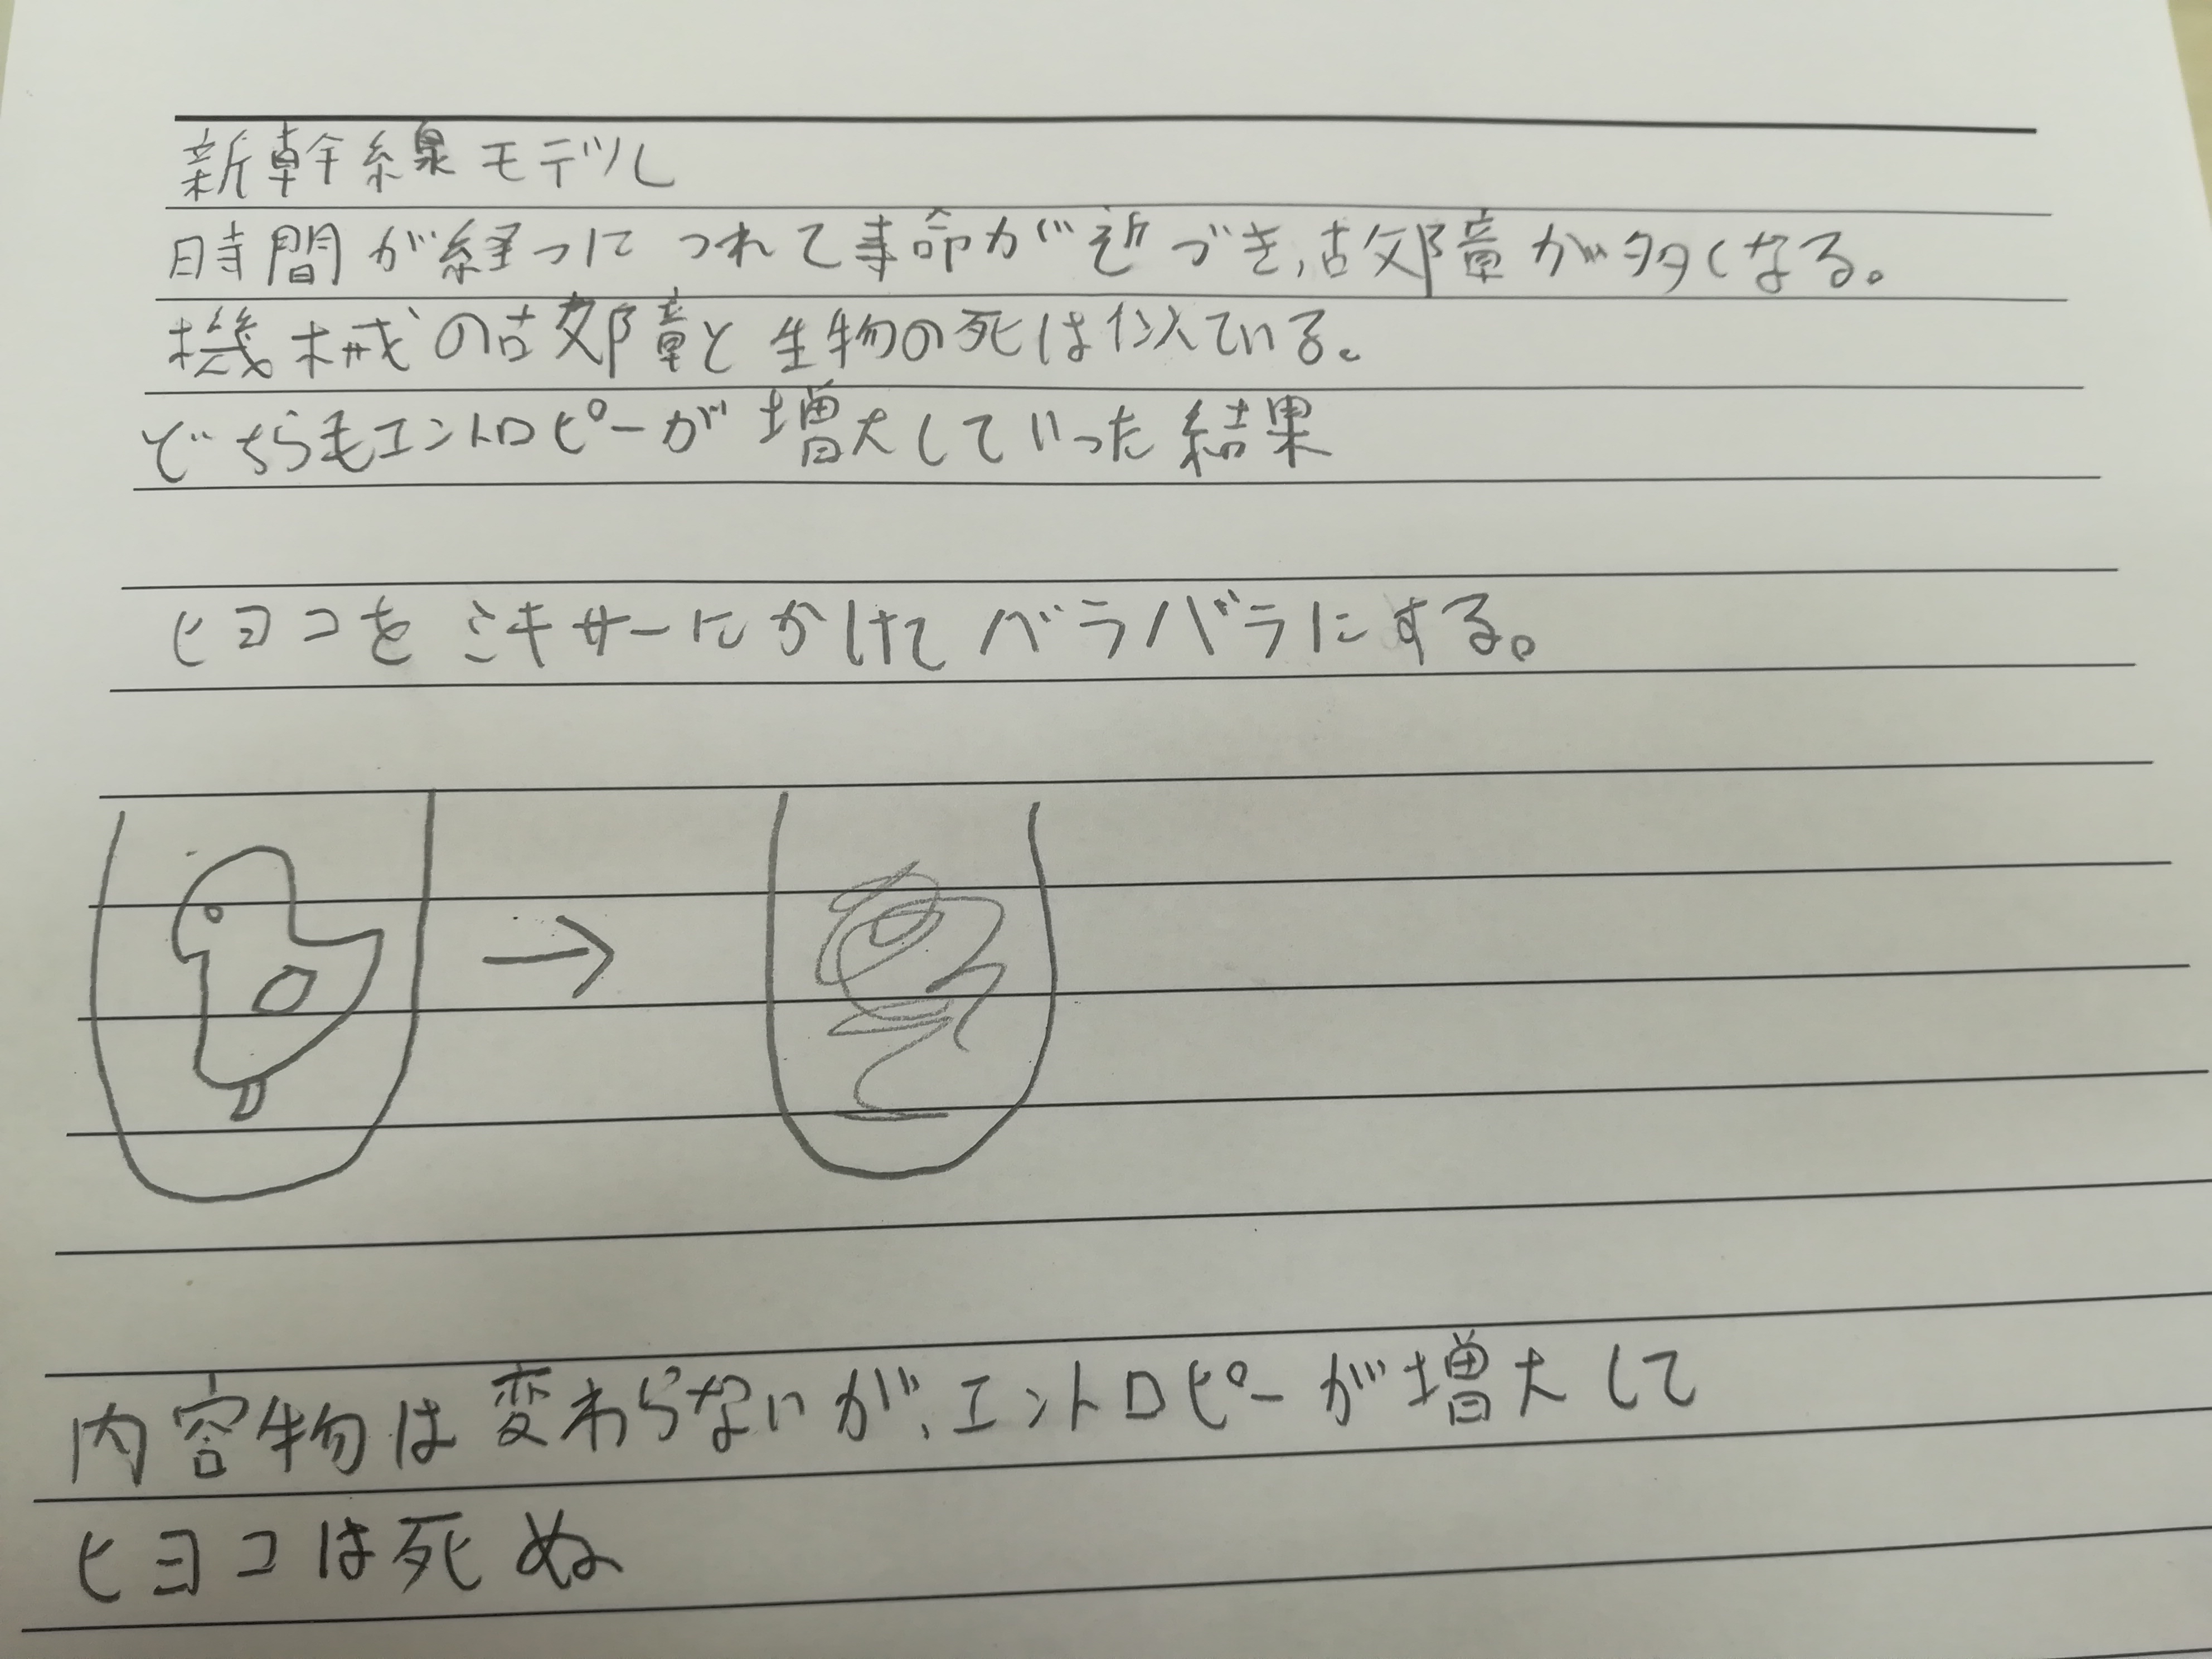 新幹線モデル
時間が経つにつれて寿命が近づき、故障が多くなる。
機械の故障と生物の死は似ている。
どちらもエントロピーが増大していった結果
ヒヨコをミキサーにかけてバラバラにする。
内容物は変わらないが、エントロピーが増大して
ヒヨコは死ぬ